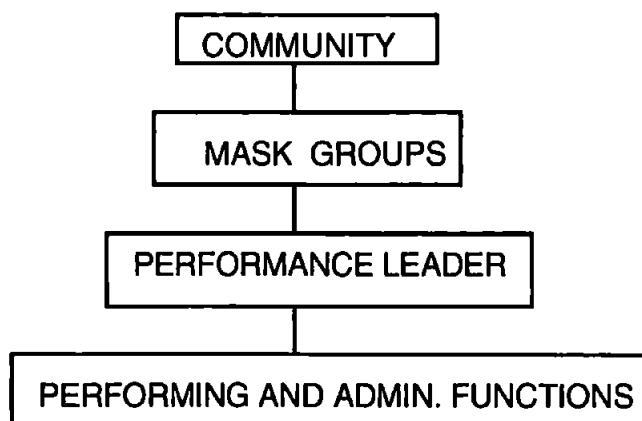 COMMUNITY
MASK GROUPS
PERFORMANCE LEADER
PERFORMING AND ADMIN. FUNCTIONS